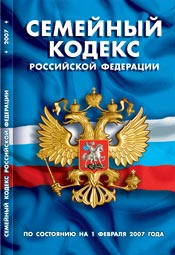 СЕМЕЙНЫЙ
КОДЕКС
РОССИЙСКОЙ ФЕДЕРАЦИИ
ПО СОСТОЯНИЮ НА 1 ФЕВРАЛЯ 2007 ГОДА
СЕМЕЙНЫЙ КОДЕКС РОССИЙСКОЙ ФЕДЕРАЦИИ
2007